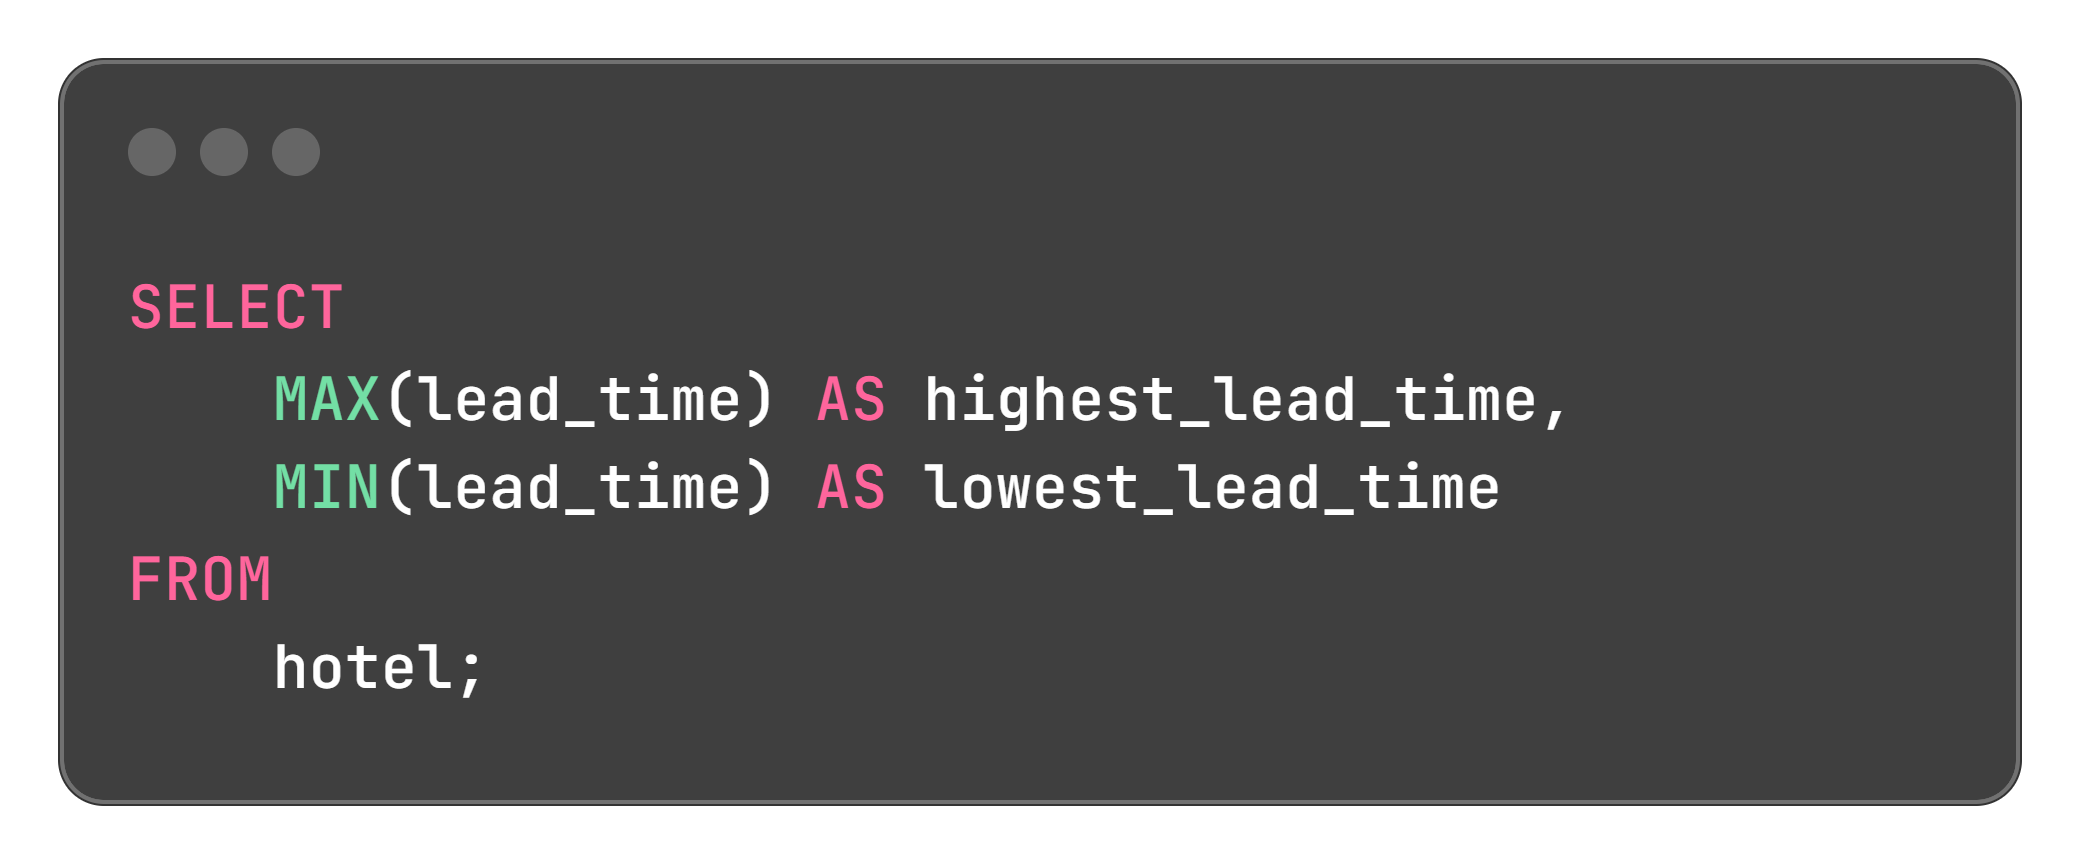 SELECT
    MAX(lead_time) AS highest_lead_time,
    MIN(lead_time) AS lowest_lead_time
FROM
    hotel;